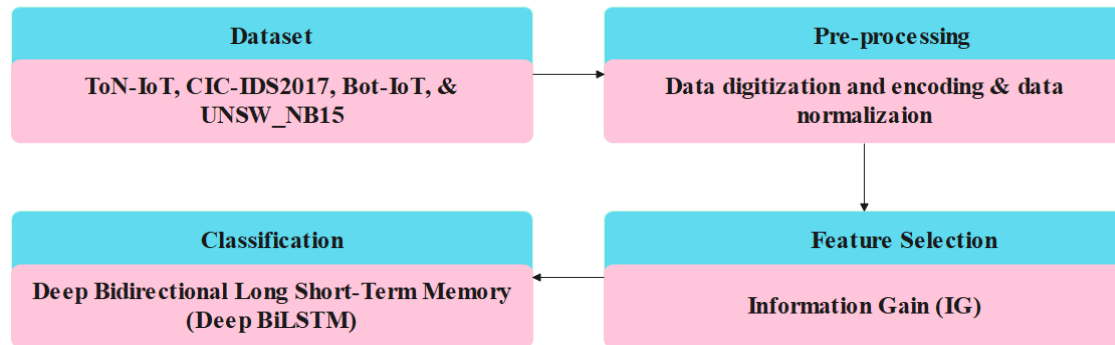 Dataset
ToN-IoT, CIC-IDS2017, Bot-IoT, &
UNSW_NB15
Pre-processing
Data digitization and encoding & data
normalizaion
Feature Selection
Information Gain (IG)
Classification
Deep Bidirectional Long Short-Term Memory
(Deep BiLSTM)